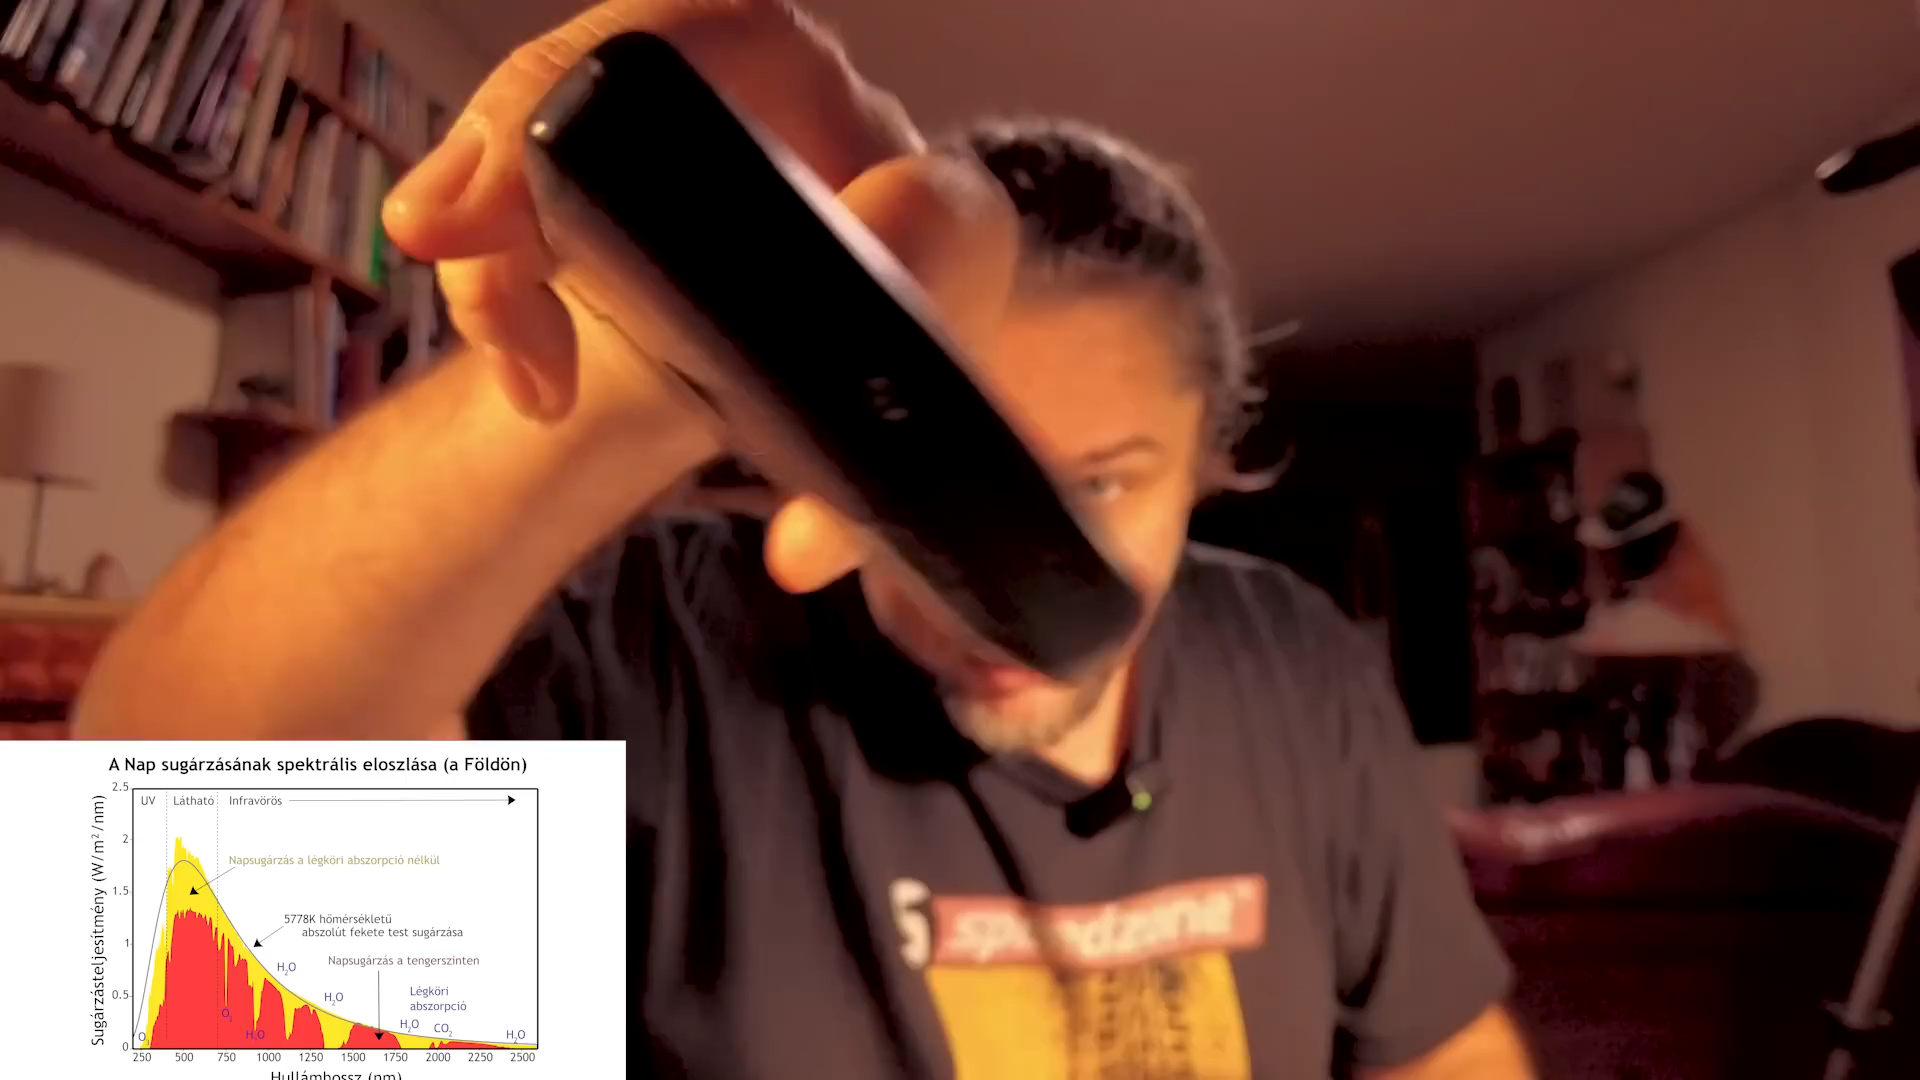 speedzone
A Nap sugárzásának spektrális eloszlása (a Földön)
Sugárzásteljesítmény (W/m²/nm)
2.5
2
1.5
1
0.5
0
UV
Látható
Infravörös
Napsugárzás a légköri abszorpció nélkül
5778K hőmérsékletű
abszolút fekete test sugárzása
Napsugárzás a tengerszinten
Légköri
abszorpció
H₂O
H₂O
H₂O
CO₂
H₂O
O₂
H₂O
250 500 750 1000 1250 1500 1750 2000 2250 2500
Hullámhossz (nm)